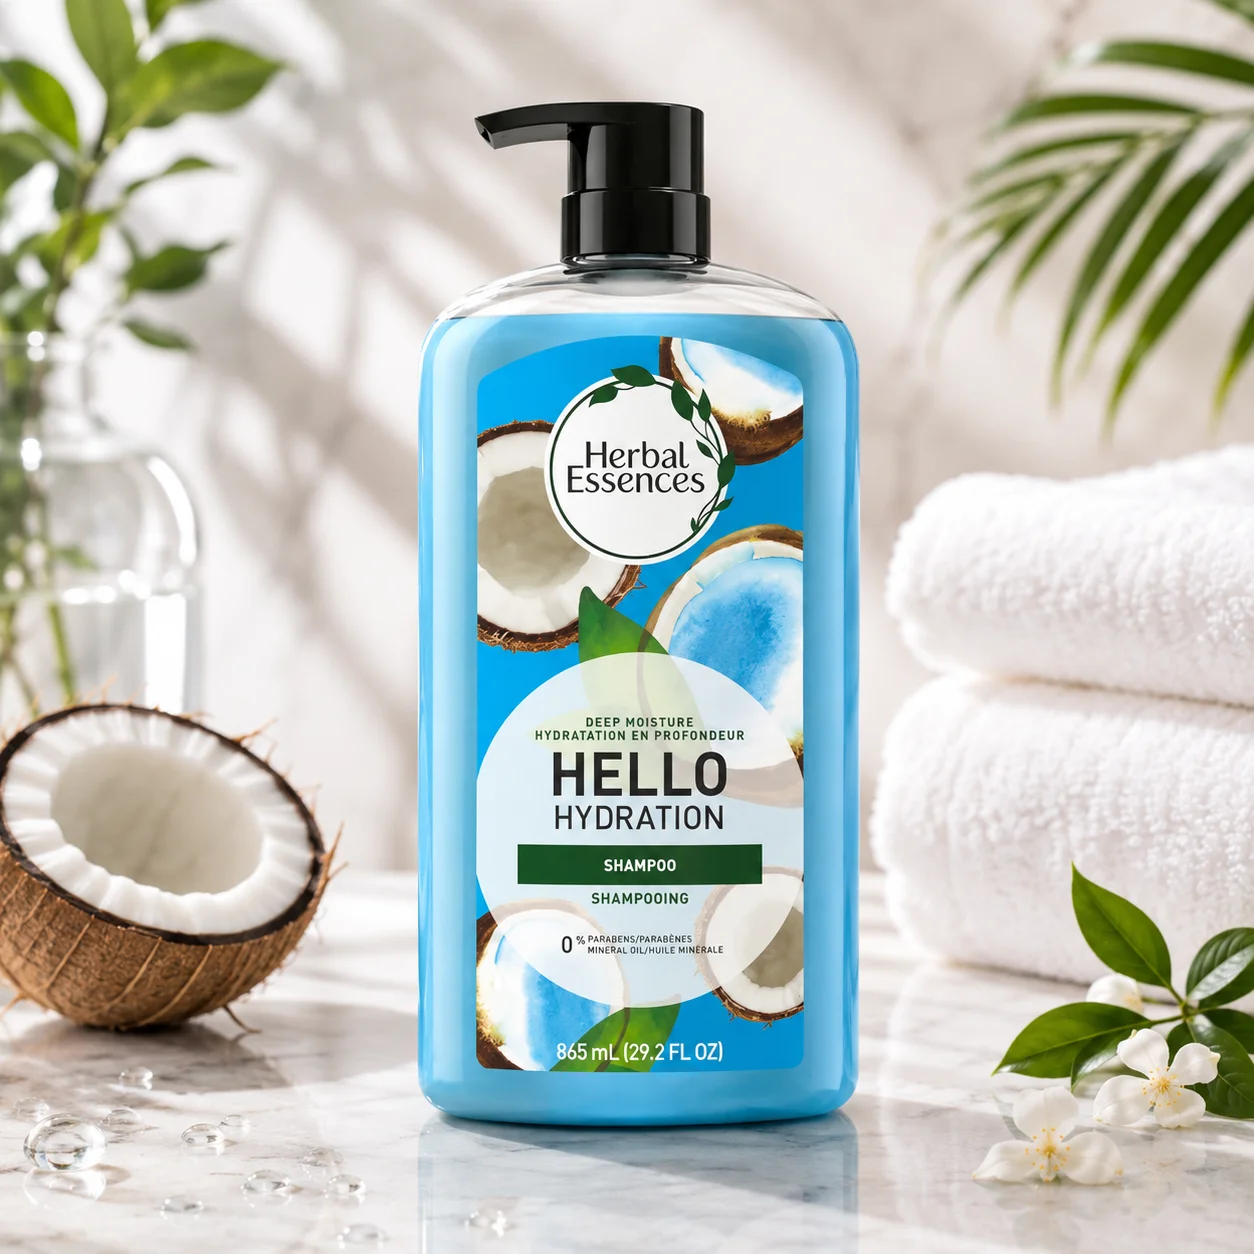 Herbal
Essences
DEEP MOISTURE
HYDRATATION EN PROFONDEUR
HELLO
HYDRATION
SHAMPOO
SHAMPOOING
0% PARABENS/PARABÈNES
MINERAL OIL/HUILE MINÉRALE
865 mL (29.2 FL OZ)